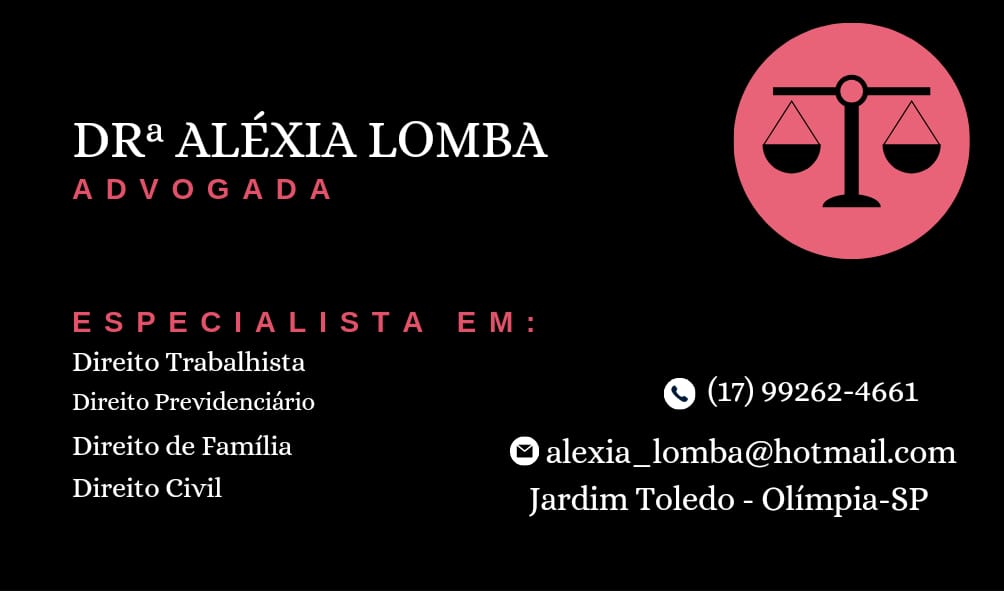 DRª ALÉXIA LOMBA
ADVOGADA
ESPECIALISTA EM:
Direito Trabalhista
Direito Previdenciário
Direito de Família
Direito Civil
(17) 99262-4661
alexia_lomba@hotmail.com
Jardim Toledo - Olímpia-SP